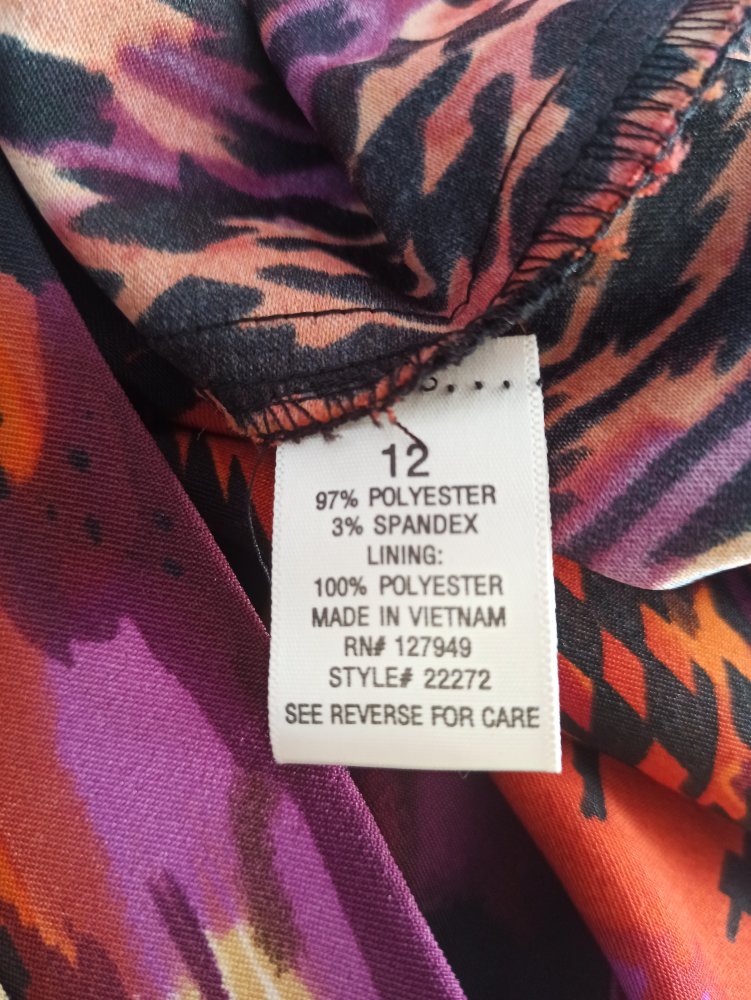 12
97% POLYESTER
3% SPANDEX
LINING:
100% POLYESTER
MADE IN VIETNAM
RN# 127949
STYLE# 22272
SEE REVERSE FOR CARE